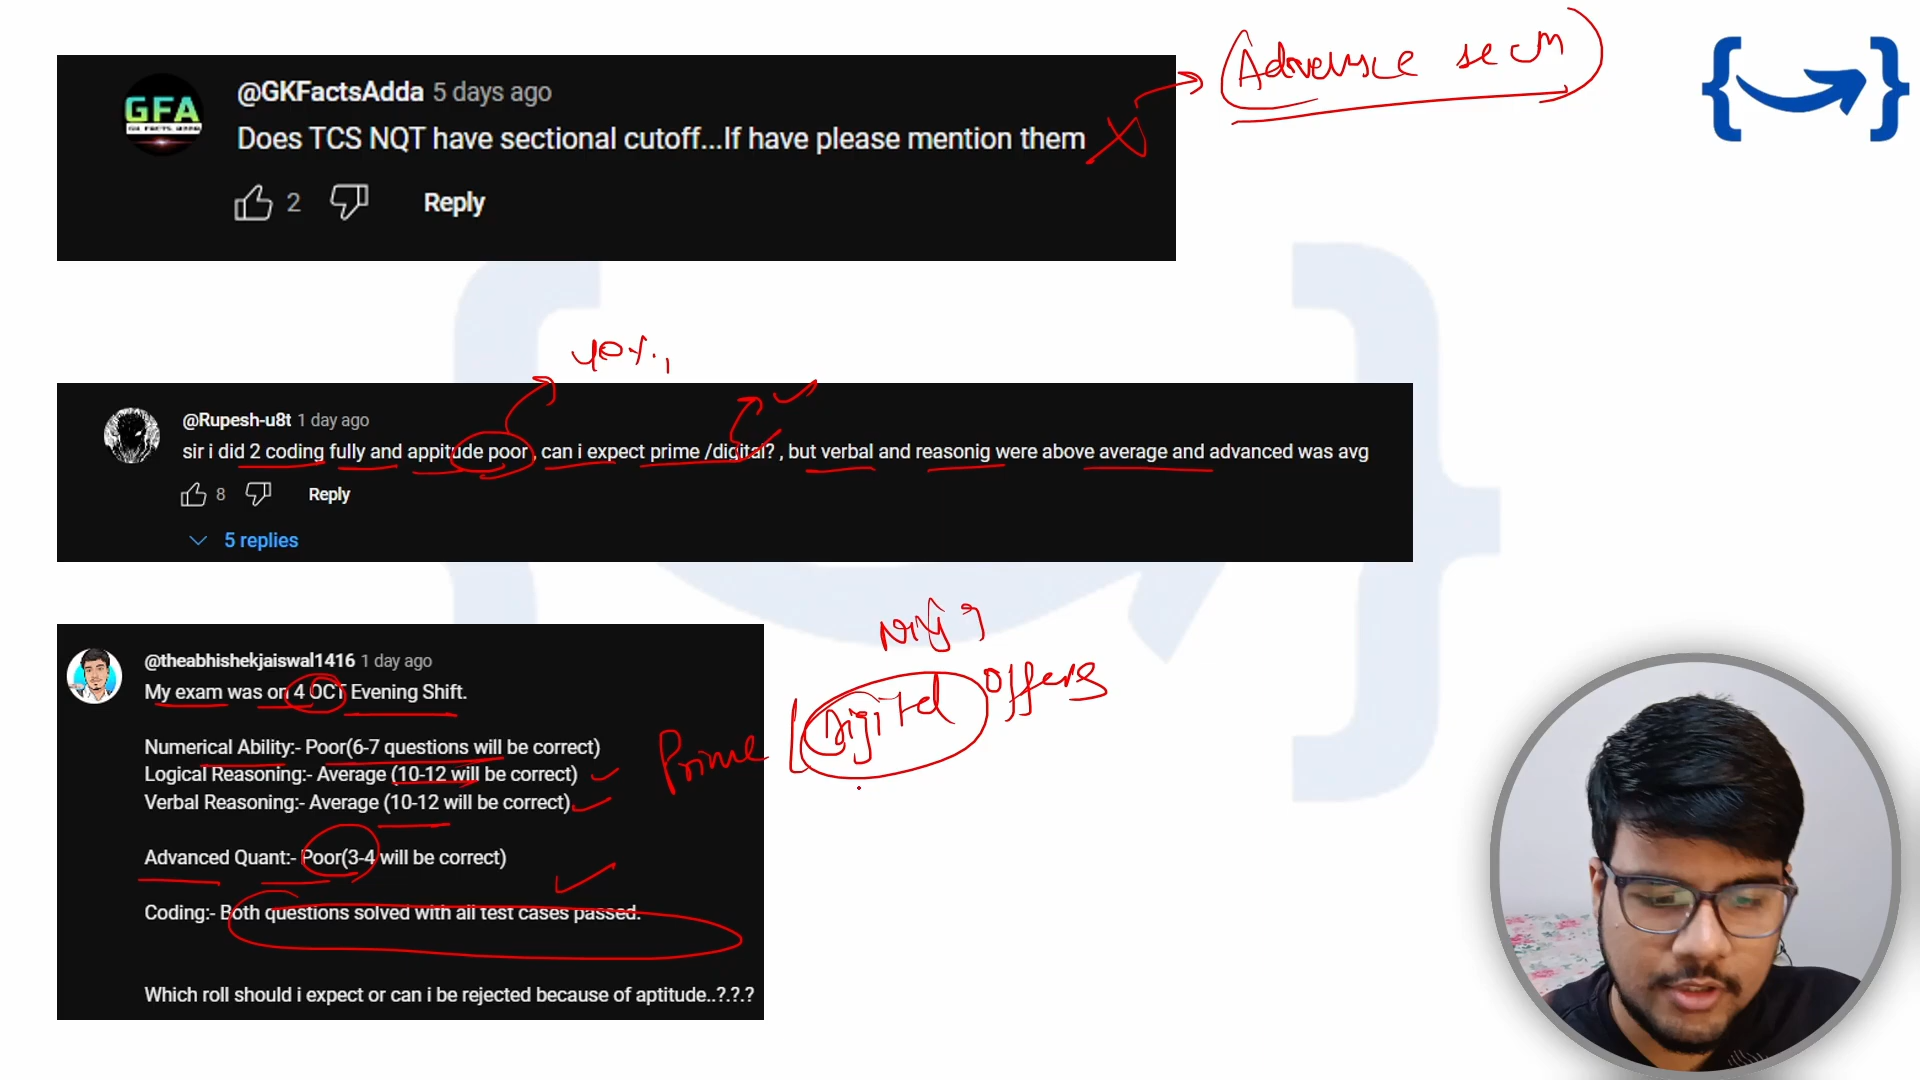 Advance secn
GFA
@GKFactsAdda 5 days ago
Does TCS NQT have sectional cutoff...If have please mention them
2 Reply
40%
@Rupesh-u8t 1 day ago
sir i did 2 coding fully and appitude poor , can i expect prime /digital? , but verbal and reasonig were above average and advanced was avg
8 Reply
5 replies
@theabhishekjaiswal1416 1 day ago
My exam was on 4 OCT Evening Shift.
Numerical Ability:- Poor(6-7 questions will be correct)
Logical Reasoning:- Average (10-12 will be correct)
Verbal Reasoning:- Average (10-12 will be correct)
Advanced Quant:- Poor(3-4 will be correct)
Coding:- Both questions solved with all test cases passed.
Which roll should i expect or can i be rejected because of aptitude..?.?.?
Prime Digital offers